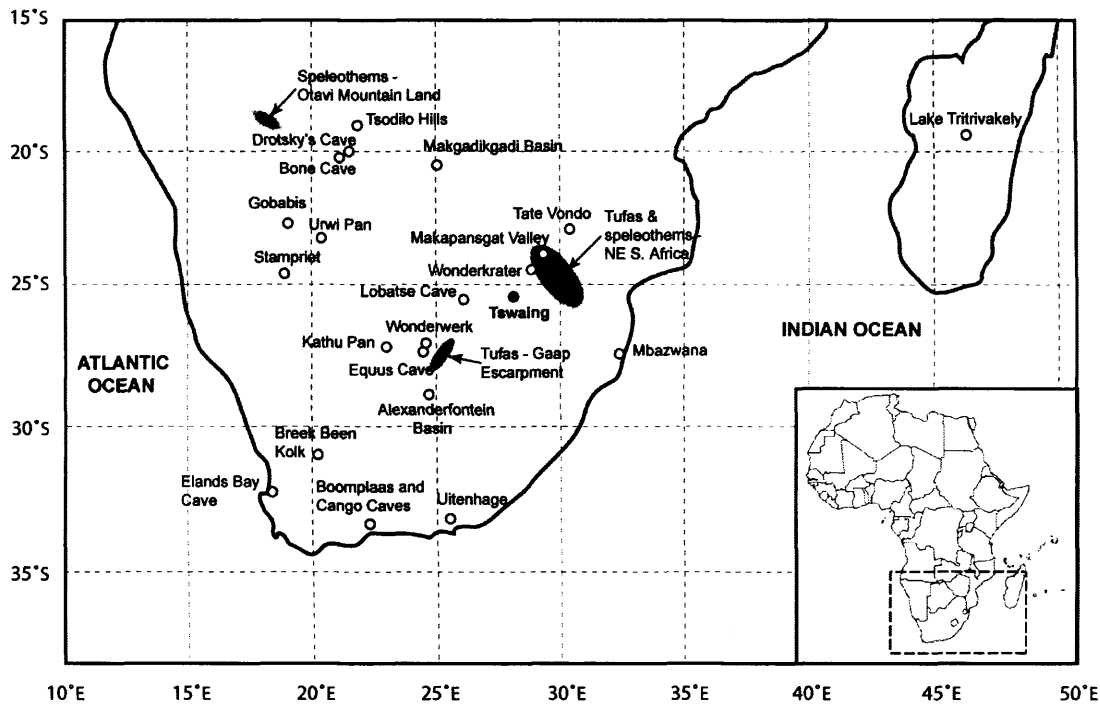 15°S
Speleothems -
Otavi Mountain Land
Tsodilo Hills
Lake Tritrivakely
Drotsky's Cave
Makgadikgadi Basin
20°S
Bone Cave
Gobabis
Tate Vondo
Tufas &
speleothems -
NE S. Africa
Urwi Pan
Makapansgat Valley
Stampriet
Wonderkrater
25°S
Lobatse Cave
Tswaing
Wonderwerk
INDIAN OCEAN
Kathu Pan
Mbazwana
ATLANTIC
OCEAN
Tufas - Gaap
Escarpment
Equus Cave
Alexanderfontein
Basin
30°S
Breek Been
Kolk
Elands Bay
Cave
Boomplaas and
Cango Caves
Uitenhage
35°S
10°E
15°E
20°E
25°E
30°E
35°E
40°E
45°E
50°E